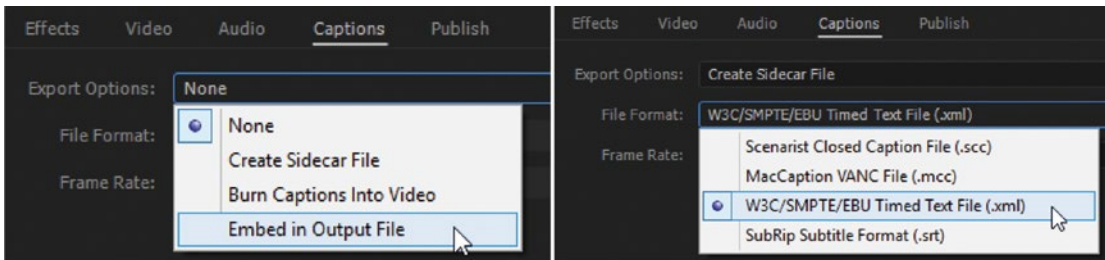 Effects Video Audio Captions Publish
Export Options: None
None
Create Sidecar File
Burn Captions Into Video
Embed in Output File
File Format:
Frame Rate:
Effects Video Audio Captions Publish
Export Options: Create Sidecar File
File Format: W3C/SMPTE/EBU Timed Text File (.xml)
Scenarist Closed Caption File (.scc)
MacCaption VANC File (.mcc)
W3C/SMPTE/EBU Timed Text File (.xml)
SubRip Subtitle Format (.srt)
Frame Rate: